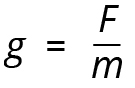 g = F/m